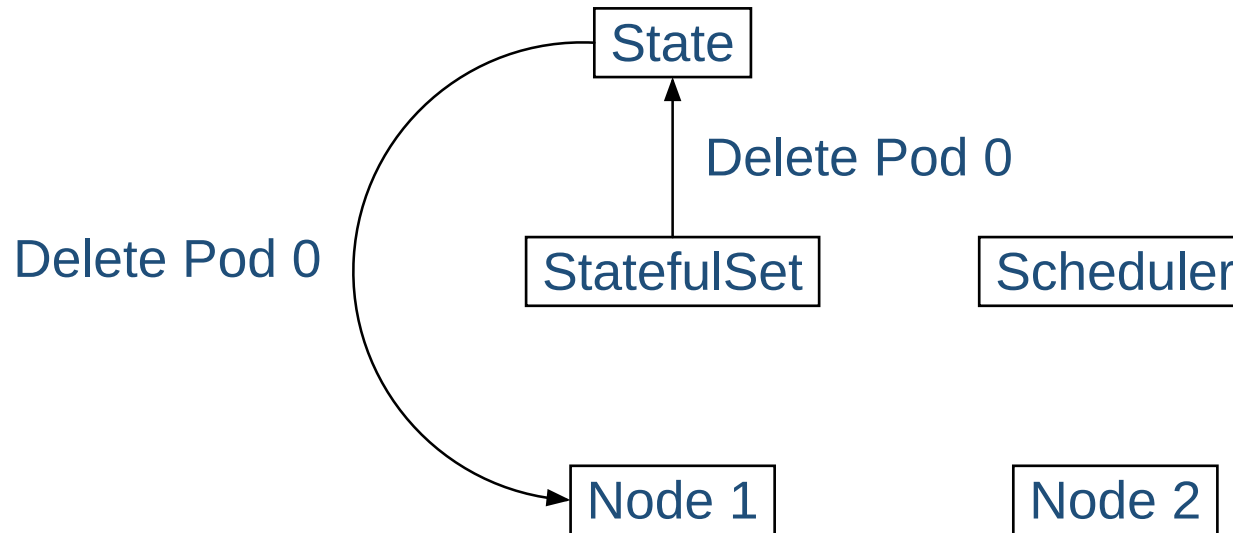 State
Delete Pod 0
Delete Pod 0
StatefulSet
Scheduler
Node 1
Node 2